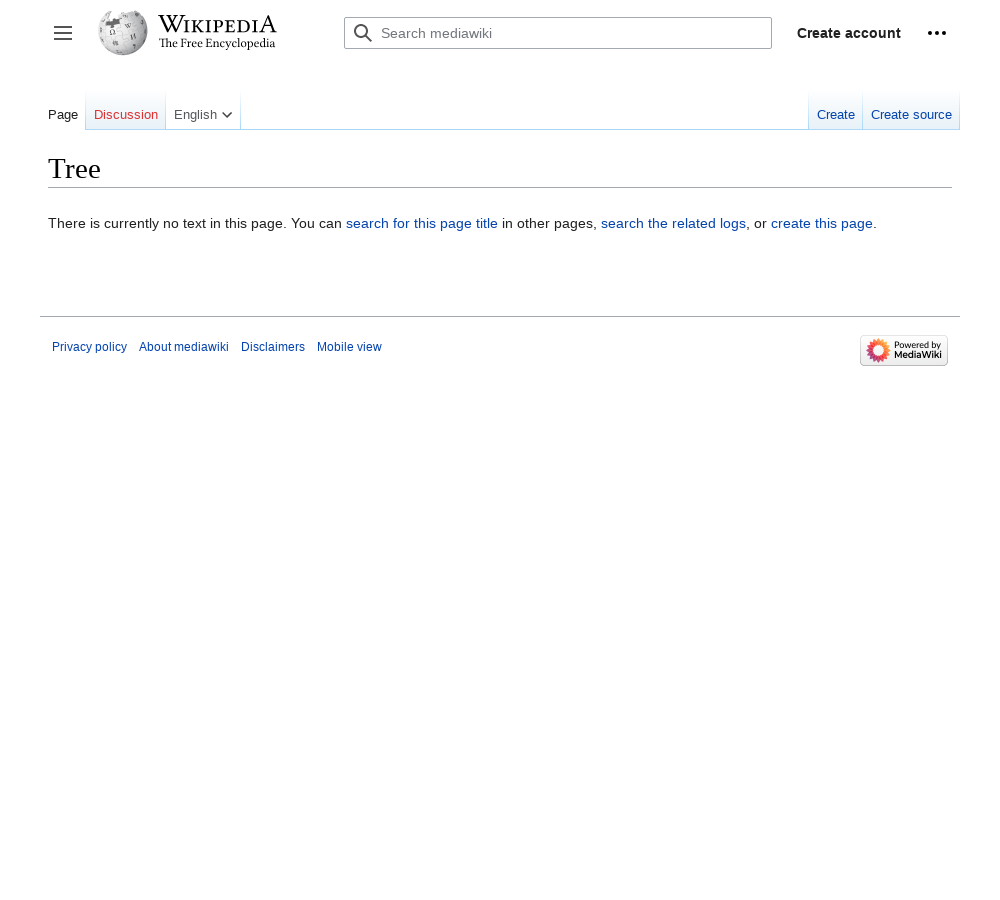 WIKIPEDIA
The Free Encyclopedia
Search mediawiki
Create account
Page
Discussion
English
Create
Create source
Tree
There is currently no text in this page. You can search for this page title in other pages, search the related logs, or create this page.
Privacy policy
About mediawiki
Disclaimers
Mobile view
Powered by
MediaWiki